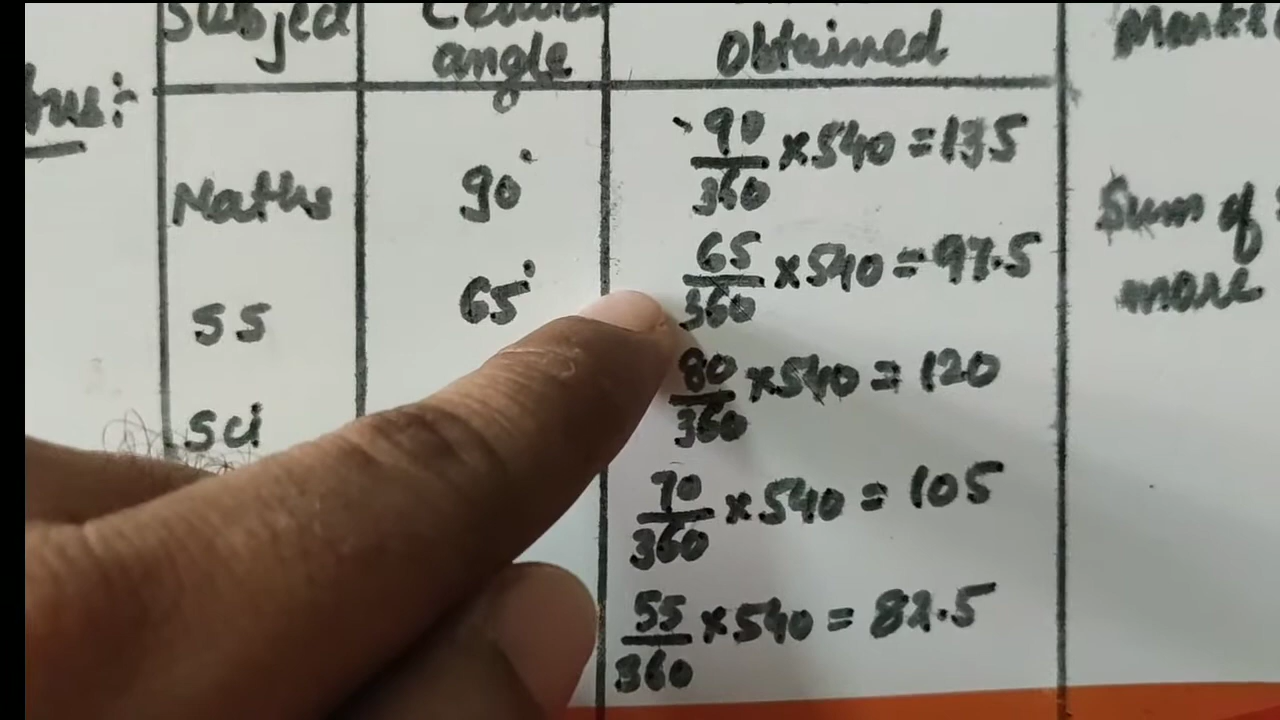 Subject
angle
Obtained
Maths 90° 90/360 ×540 = 135
SS 65° 65/360 ×540 = 97.5
Sci 80/360 ×540 = 120
70/360 ×540 = 105
55/360 ×540 = 82.5
Sum of
more